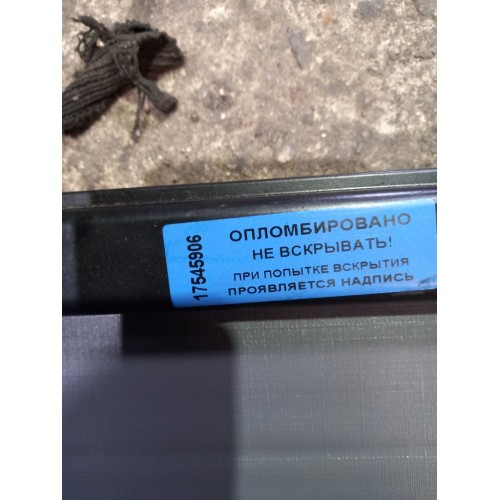 17545906
ОПЛОМБИРОВАНО
НЕ ВСКРЫВАТЬ!
ПРИ ПОПЫТКЕ ВСКРЫТИЯ
ПРОЯВЛЯЕТСЯ НАДПИСЬ